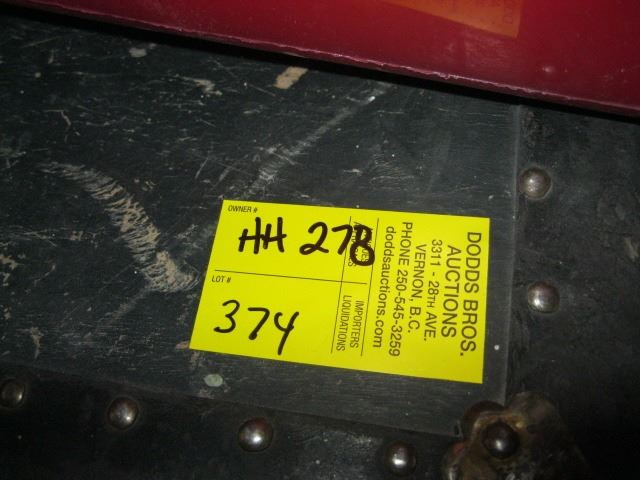 OWNER #
HH 278
LOT #
374
IMPORTERS
LIQUIDATIONS
DODDS BROS.
AUCTIONS
3311 - 28TH AVE.
VERNON, B.C.
PHONE 250-545-3259
doddsauctions.com